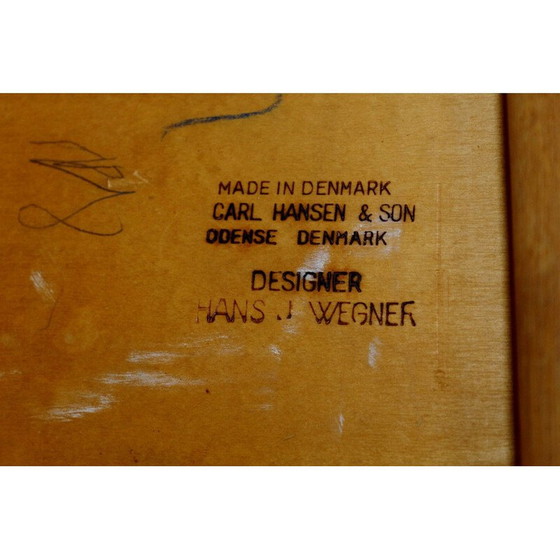 MADE IN DENMARK
CARL HANSEN & SON
ODENSE DENMARK
DESIGNER
HANS J WEGNER